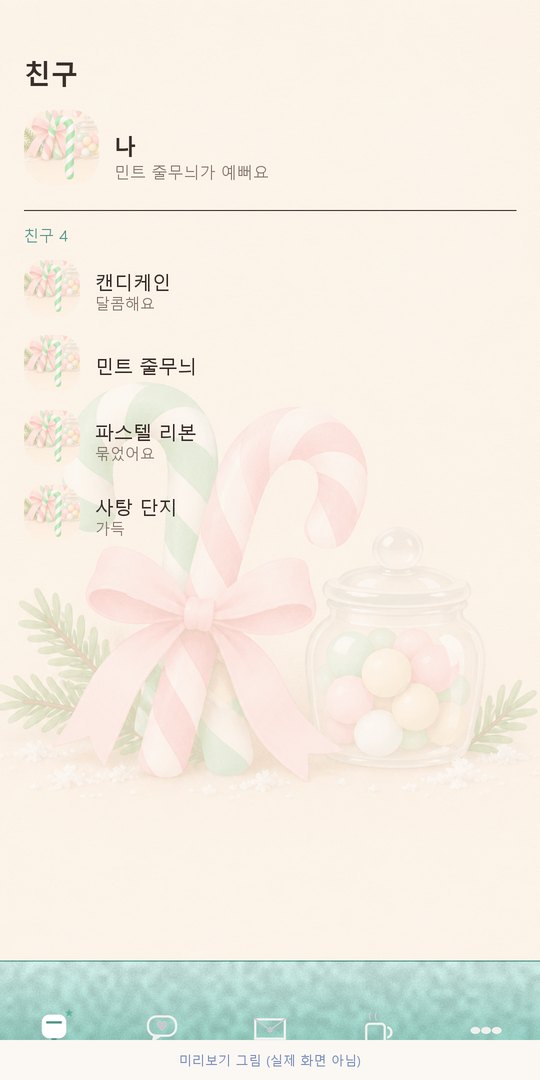 친구
나
민트 줄무늬가 예뻐요
친구 4
캔디케인
달콤해요
민트 줄무늬
파스텔 리본
묶었어요
사탕 단지
가득
미리보기 그림 (실제 화면 아님)